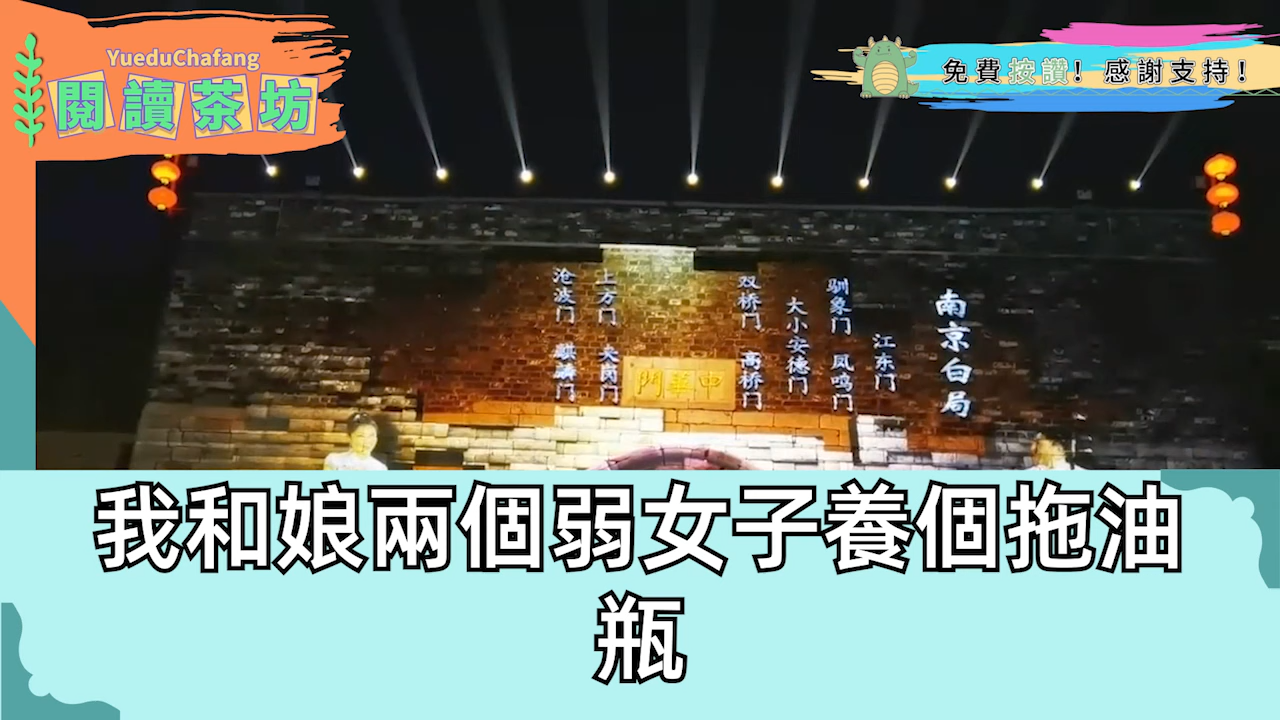 YueduChafang
閱讀茶坊
免費按讚！感謝支持！
南京白局
江东门
驯象门 凤鸣门
大小安德门
双桥门 高桥门
上方门 夹岗门
沧波门 麒麟门
中華門
我和娘兩個弱女子養個拖油
瓶